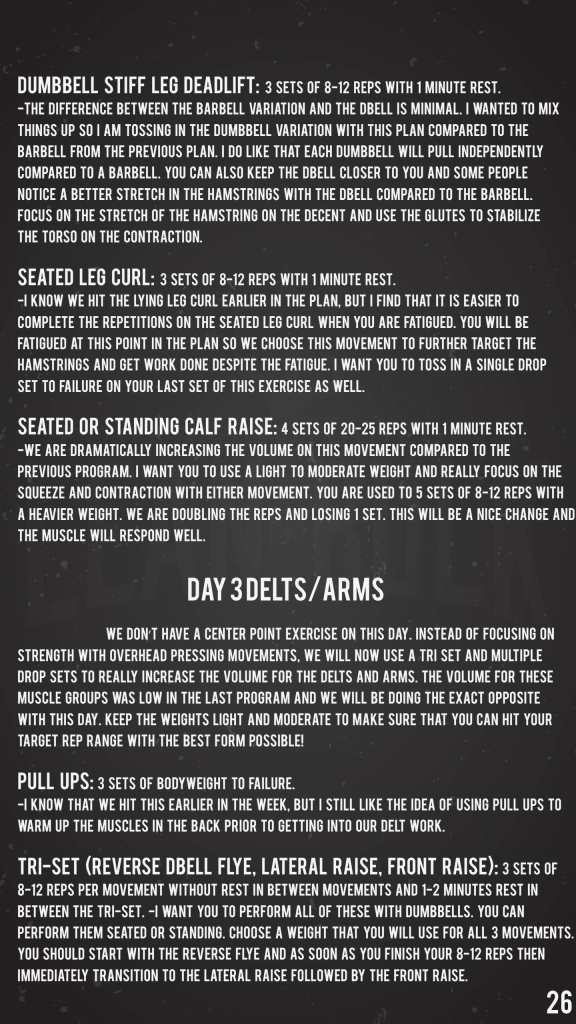 DUMBBELL STIFF LEG DEADLIFT: 3 SETS OF 8-12 REPS WITH 1 MINUTE REST.
-THE DIFFERENCE BETWEEN THE BARBELL VARIATION AND THE DBELL IS MINIMAL. I WANTED TO MIX
THINGS UP SO I AM TOSSING IN THE DUMBBELL VARIATION WITH THIS PLAN COMPARED TO THE
BARBELL FROM THE PREVIOUS PLAN. I DO LIKE THAT EACH DUMBBELL WILL PULL INDEPENDENTLY
COMPARED TO A BARBELL. YOU CAN ALSO KEEP THE DBELL CLOSER TO YOU AND SOME PEOPLE
NOTICE A BETTER STRETCH IN THE HAMSTRINGS WITH THE DBELL COMPARED TO THE BARBELL.
FOCUS ON THE STRETCH OF THE HAMSTRING ON THE DECENT AND USE THE GLUTES TO STABILIZE
THE TORSO ON THE CONTRACTION.
SEATED LEG CURL: 3 SETS OF 8-12 REPS WITH 1 MINUTE REST.
-I KNOW WE HIT THE LYING LEG CURL EARLIER IN THE PLAN, BUT I FIND THAT IT IS EASIER TO
COMPLETE THE REPETITIONS ON THE SEATED LEG CURL WHEN YOU ARE FATIGUED. YOU WILL BE
FATIGUED AT THIS POINT IN THE PLAN SO WE CHOOSE THIS MOVEMENT TO FURTHER TARGET THE
HAMSTRINGS AND GET WORK DONE DESPITE THE FATIGUE. I WANT YOU TO TOSS IN A SINGLE DROP
SET TO FAILURE ON YOUR LAST SET OF THIS EXERCISE AS WELL.
SEATED OR STANDING CALF RAISE: 4 SETS OF 20-25 REPS WITH 1 MINUTE REST.
-WE ARE DRAMATICALLY INCREASING THE VOLUME ON THIS MOVEMENT COMPARED TO THE
PREVIOUS PROGRAM. I WANT YOU TO USE A LIGHT TO MODERATE WEIGHT AND REALLY FOCUS ON THE
SQUEEZE AND CONTRACTION WITH EITHER MOVEMENT. YOU ARE USED TO 5 SETS OF 8-12 REPS WITH
A HEAVIER WEIGHT. WE ARE DOUBLING THE REPS AND LOSING 1 SET. THIS WILL BE A NICE CHANGE AND
THE MUSCLE WILL RESPOND WELL.
DAY 3 DELTS/ARMS
WE DON'T HAVE A CENTER POINT EXERCISE ON THIS DAY. INSTEAD OF FOCUSING ON
STRENGTH WITH OVERHEAD PRESSING MOVEMENTS, WE WILL NOW USE A TRI SET AND MULTIPLE
DROP SETS TO REALLY INCREASE THE VOLUME FOR THE DELTS AND ARMS. THE VOLUME FOR THESE
MUSCLE GROUPS WAS LOW IN THE LAST PROGRAM AND WE WILL BE DOING THE EXACT OPPOSITE
WITH THIS DAY. KEEP THE WEIGHTS LIGHT AND MODERATE TO MAKE SURE THAT YOU CAN HIT YOUR
TARGET REP RANGE WITH THE BEST FORM POSSIBLE!
PULL UPS: 3 SETS OF BODYWEIGHT TO FAILURE.
-I KNOW THAT WE HIT THIS EARLIER IN THE WEEK, BUT I STILL LIKE THE IDEA OF USING PULL UPS TO
WARM UP THE MUSCLES IN THE BACK PRIOR TO GETTING INTO OUR DELT WORK.
TRI-SET (REVERSE DBELL FLYE, LATERAL RAISE, FRONT RAISE): 3 SETS OF
8-12 REPS PER MOVEMENT WITHOUT REST IN BETWEEN MOVEMENTS AND 1-2 MINUTES REST IN
BETWEEN THE TRI-SET. -I WANT YOU TO PERFORM ALL OF THESE WITH DUMBBELLS. YOU CAN
PERFORM THEM SEATED OR STANDING. CHOOSE A WEIGHT THAT YOU WILL USE FOR ALL 3 MOVEMENTS.
YOU SHOULD START WITH THE REVERSE FLYE AND AS SOON AS YOU FINISH YOUR 8-12 REPS THEN
IMMEDIATELY TRANSITION TO THE LATERAL RAISE FOLLOWED BY THE FRONT RAISE.
26